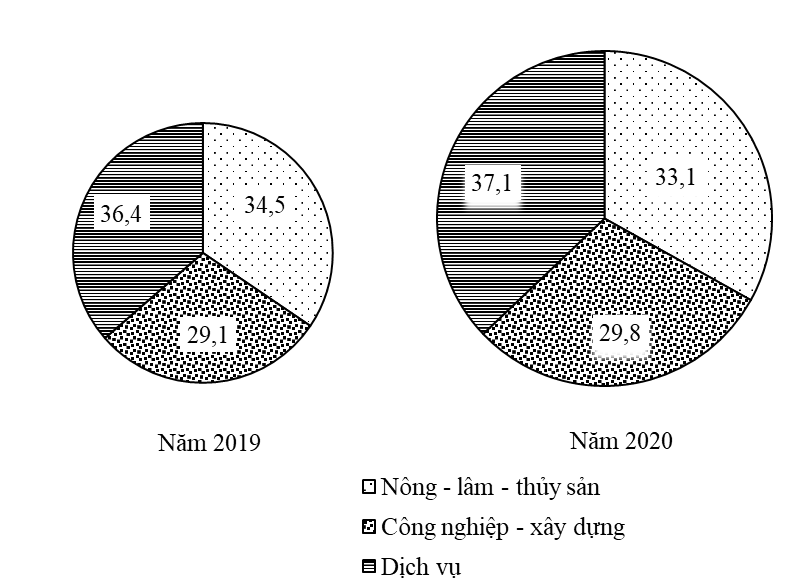 36,4
34,5
29,1
37,1
33,1
29,8
Năm 2019
Năm 2020
Nông - lâm - thủy sản
Công nghiệp - xây dựng
Dịch vụ